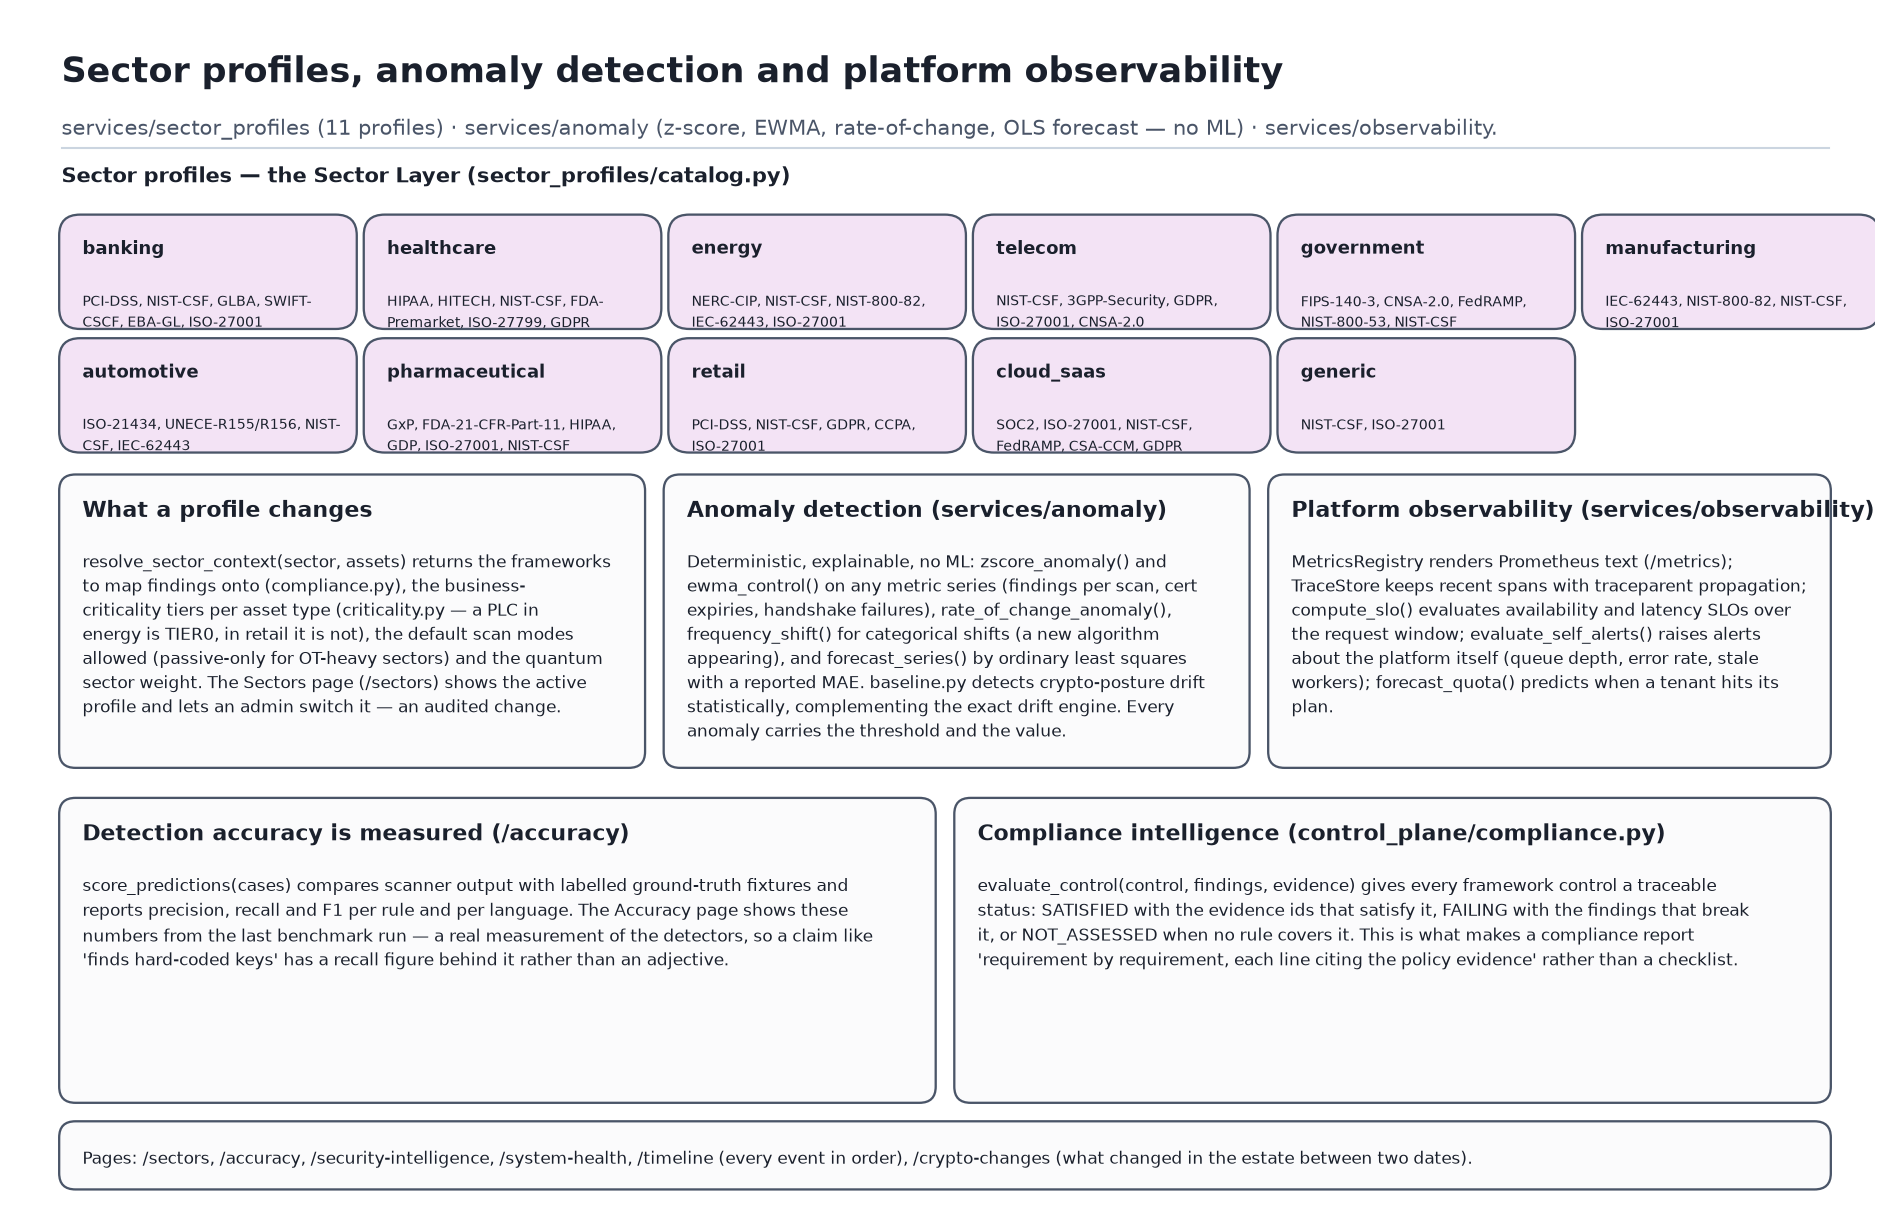 Sector profiles, anomaly detection and platform observability
services/sector_profiles (11 profiles) · services/anomaly (z-score, EWMA, rate-of-change, OLS forecast — no ML) · services/observability.
Sector profiles — the Sector Layer (sector_profiles/catalog.py)
banking
PCI-DSS, NIST-CSF, GLBA, SWIFT-
CSCF, EBA-GL, ISO-27001
healthcare
HIPAA, HITECH, NIST-CSF, FDA-
Premarket, ISO-27799, GDPR
energy
NERC-CIP, NIST-CSF, NIST-800-82,
IEC-62443, ISO-27001
telecom
NIST-CSF, 3GPP-Security, GDPR,
ISO-27001, CNSA-2.0
government
FIPS-140-3, CNSA-2.0, FedRAMP,
NIST-800-53, NIST-CSF
manufacturing
IEC-62443, NIST-800-82, NIST-CSF,
ISO-27001
automotive
ISO-21434, UNECE-R155/R156, NIST-
CSF, IEC-62443
pharmaceutical
GxP, FDA-21-CFR-Part-11, HIPAA,
GDP, ISO-27001, NIST-CSF
retail
PCI-DSS, NIST-CSF, GDPR, CCPA,
ISO-27001
cloud_saas
SOC2, ISO-27001, NIST-CSF,
FedRAMP, CSA-CCM, GDPR
generic
NIST-CSF, ISO-27001
What a profile changes
resolve_sector_context(sector, assets) returns the frameworks
to map findings onto (compliance.py), the business-
criticality tiers per asset type (criticality.py — a PLC in
energy is TIER0, in retail it is not), the default scan modes
allowed (passive-only for OT-heavy sectors) and the quantum
sector weight. The Sectors page (/sectors) shows the active
profile and lets an admin switch it — an audited change.
Anomaly detection (services/anomaly)
Deterministic, explainable, no ML: zscore_anomaly() and
ewma_control() on any metric series (findings per scan, cert
expiries, handshake failures), rate_of_change_anomaly(),
frequency_shift() for categorical shifts (a new algorithm
appearing), and forecast_series() by ordinary least squares
with a reported MAE. baseline.py detects crypto-posture drift
statistically, complementing the exact drift engine. Every
anomaly carries the threshold and the value.
Platform observability (services/observability)
MetricsRegistry renders Prometheus text (/metrics);
TraceStore keeps recent spans with traceparent propagation;
compute_slo() evaluates availability and latency SLOs over
the request window; evaluate_self_alerts() raises alerts
about the platform itself (queue depth, error rate, stale
workers); forecast_quota() predicts when a tenant hits its
plan.
Detection accuracy is measured (/accuracy)
score_predictions(cases) compares scanner output with labelled ground-truth fixtures and
reports precision, recall and F1 per rule and per language. The Accuracy page shows these
numbers from the last benchmark run — a real measurement of the detectors, so a claim like
'finds hard-coded keys' has a recall figure behind it rather than an adjective.
Compliance intelligence (control_plane/compliance.py)
evaluate_control(control, findings, evidence) gives every framework control a traceable
status: SATISFIED with the evidence ids that satisfy it, FAILING with the findings that break
it, or NOT_ASSESSED when no rule covers it. This is what makes a compliance report
'requirement by requirement, each line citing the policy evidence' rather than a checklist.
Pages: /sectors, /accuracy, /security-intelligence, /system-health, /timeline (every event in order), /crypto-changes (what changed in the estate between two dates).